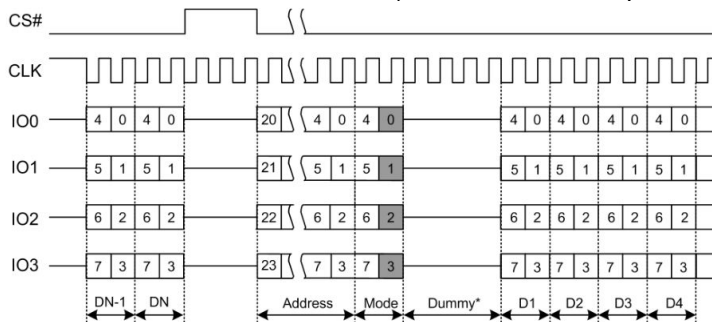 CS#
CLK
IO0 4 0 4 0 20 4 0 4 0 4 0 4 0 4 0 4 0
IO1 5 1 5 1 21 5 1 5 1 5 1 5 1 5 1 5 1
IO2 6 2 6 2 22 6 2 6 2 6 2 6 2 6 2 6 2
IO3 7 3 7 3 23 7 3 7 3 7 3 7 3 7 3 7 3
DN-1 DN Address Mode Dummy* D1 D2 D3 D4